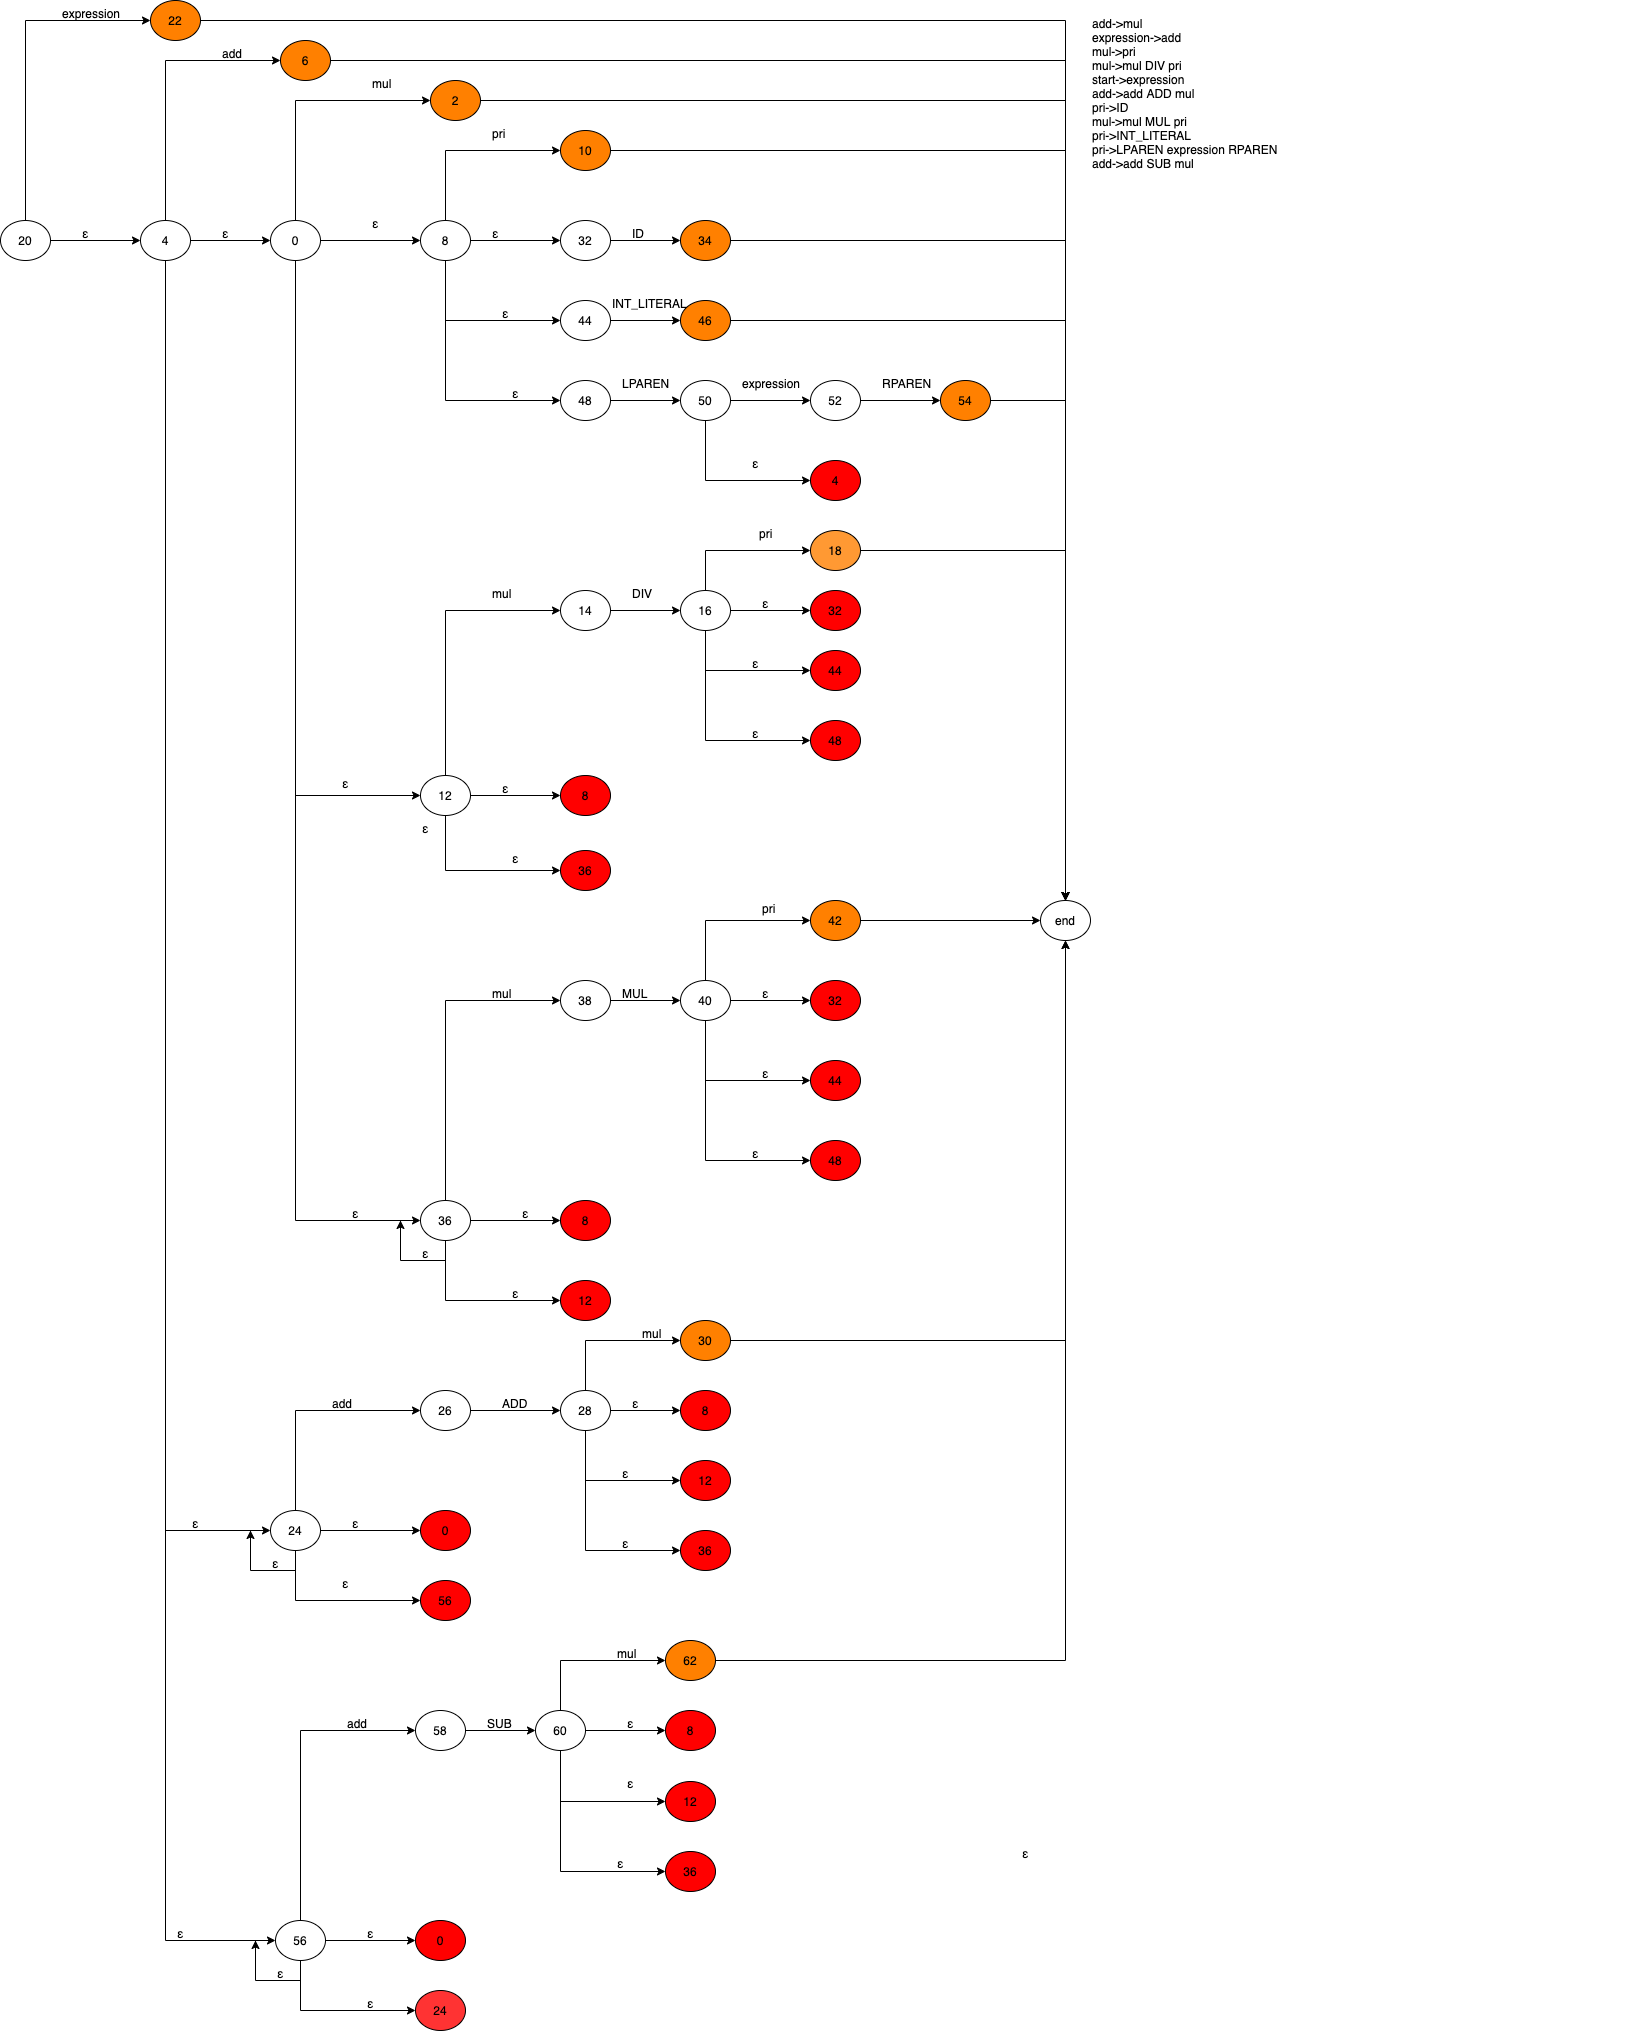 expression
22
add->mul
expression->add
mul->pri
mul->mul DIV pri
start->expression
add->add ADD mul
pri->ID
mul->mul MUL pri
pri->INT_LITERAL
pri->LPAREN expression RPAREN
add->add SUB mul
add
6
mul
2
pri
10
20
ε
4
ε
0
ε
8
ε
32
ID
34
ε
44
INT_LITERAL
46
ε
48
LPAREN
50
expression
52
RPAREN
54
ε
4
pri
18
mul
14
DIV
16
ε
32
ε
44
ε
48
ε
12
ε
8
ε
ε
36
pri
42
end
mul
38
MUL
40
ε
32
ε
44
ε
48
ε
36
ε
8
ε
ε
12
mul
30
add
26
ADD
28
ε
8
ε
12
ε
36
ε
24
ε
0
ε
ε
56
mul
62
add
58
SUB
60
ε
8
ε
12
ε
36
ε
ε
56
ε
0
ε
ε
24